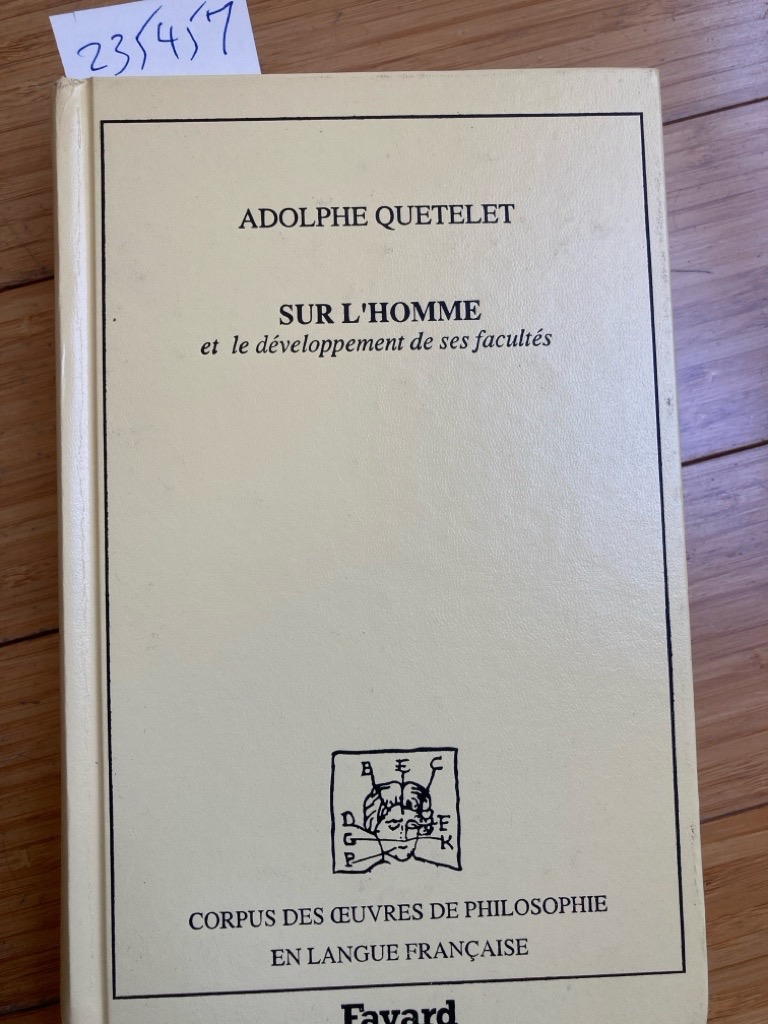 235457
ADOLPHE QUETELET
SUR L'HOMME
et le développement de ses facultés
B E C
D E
G K
P
CORPUS DES ŒUVRES DE PHILOSOPHIE
EN LANGUE FRANÇAISE
Fayard